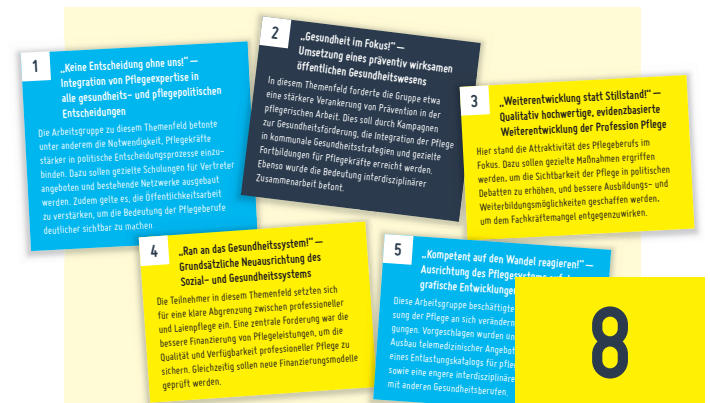 1
„Keine Entscheidung ohne uns!“ —
Integration von Pflegeexpertise in
alle gesundheits- und pflegepolitischen
Entscheidungen
Die Arbeitsgruppe zu diesem Themenfeld betonte
unter anderem die Notwendigkeit, Pflegekräfte
stärker in politische Entscheidungsprozesse einzu-
binden. Dazu sollen gezielte Schulungen für Vertreter
angeboten und bestehende Netzwerke ausgebaut
werden. Zudem gelte es, die Öffentlichkeitsarbeit
zu verstärken, um die Bedeutung der Pflegeberufe
deutlicher sichtbar zu machen
2
„Gesundheit im Fokus!“ —
Umsetzung eines präventiv wirksamen
öffentlichen Gesundheitswesens
In diesem Themenfeld forderte die Gruppe etwa
eine stärkere Verankerung von Prävention in der
pflegerischen Arbeit. Dies soll durch Kampagnen
zur Gesundheitsförderung, die Integration der Pflege
in kommunale Gesundheitsstrategien und gezielte
Fortbildungen für Pflegekräfte erreicht werden.
Ebenso wurde die Bedeutung interdisziplinärer
Zusammenarbeit betont.
3
„Weiterentwicklung statt Stillstand!“ —
Qualitativ hochwertige, evidenzbasierte
Weiterentwicklung der Profession Pflege
Hier stand die Attraktivität des Pflegeberufs im
Fokus. Dazu sollen gezielte Maßnahmen ergriffen
werden, um die Sichtbarkeit der Pflege in politischen
Debatten zu erhöhen, und bessere Ausbildungs- und
Weiterbildungsmöglichkeiten geschaffen werden,
um dem Fachkräftemangel entgegenzuwirken.
4
„Ran an das Gesundheitssystem!“ —
Grundsätzliche Neuausrichtung des
Sozial- und Gesundheitssystems
Die Teilnehmer in diesem Themenfeld setzten sich
für eine klare Abgrenzung zwischen professioneller
und Laienpflege ein. Eine zentrale Forderung war die
bessere Finanzierung von Pflegeleistungen, um die
Qualität und Verfügbarkeit professioneller Pflege zu
sichern. Gleichzeitig sollen neue Finanzierungsmodelle
geprüft werden.
5
„Kompetent auf den Wandel reagieren!“ —
Ausrichtung des Pflegesystems auf
grafische Entwicklungen
Diese Arbeitsgruppe beschäftigte
sung der Pflege an sich verändern
gungen. Vorgeschlagen wurden un
Ausbau telemedizinischer Angebot
eines Entlastungskatalogs für pfle
sowie eine engere interdisziplinäre
mit anderen Gesundheitsberufen.
8